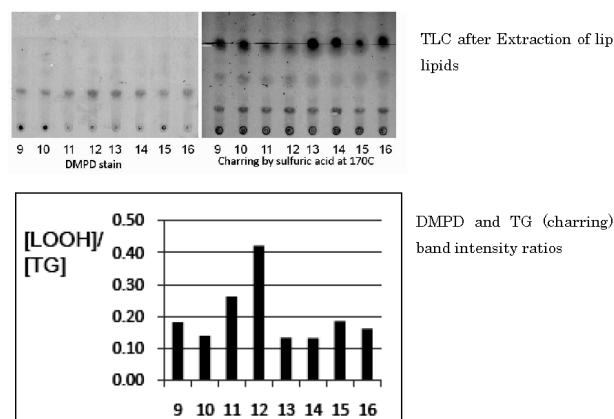 TLC after Extraction of lip
lipids
9 10 11 12 13 14 15 16
DMPD stain
9 10 11 12 13 14 15 16
Charring by sulfuric acid at 170C
DMPD and TG (charring)
band intensity ratios
[LOOH]/
[TG]
0.50
0.40
0.30
0.20
0.10
0.00
9 10 11 12 13 14 15 16